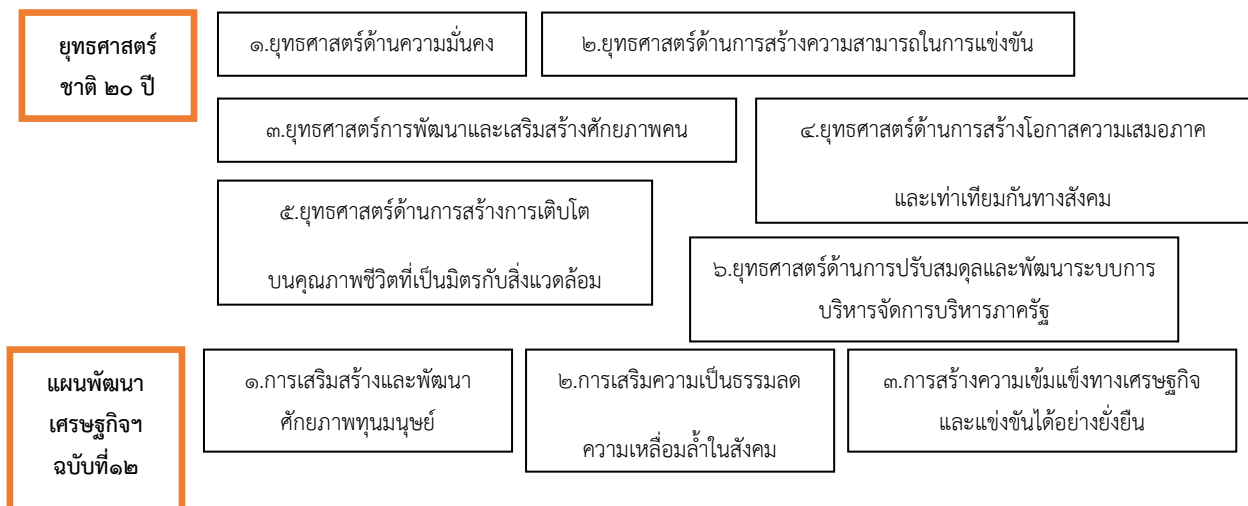 ยุทธศาสตร์
ชาติ ๒๐ ปี
๑.ยุทธศาสตร์ด้านความมั่นคง
๒.ยุทธศาสตร์ด้านการสร้างความสามารถในการแข่งขัน
๓.ยุทธศาสตร์การพัฒนาและเสริมสร้างศักยภาพคน
๔.ยุทธศาสตร์ด้านการสร้างโอกาสความเสมอภาค
และเท่าเทียมกันทางสังคม
๕.ยุทธศาสตร์ด้านการสร้างการเติบโต
บนคุณภาพชีวิตที่เป็นมิตรกับสิ่งแวดล้อม
๖.ยุทธศาสตร์ด้านการปรับสมดุลและพัฒนาระบบการ
บริหารจัดการบริหารภาครัฐ
แผนพัฒนา
เศรษฐกิจฯ
ฉบับที่๑๒
๑.การเสริมสร้างและพัฒนา
ศักยภาพทุนมนุษย์
๒.การเสริมความเป็นธรรมลด
ความเหลื่อมล้ำในสังคม
๓.การสร้างความเข้มแข็งทางเศรษฐกิจ
และแข่งขันได้อย่างยั่งยืน